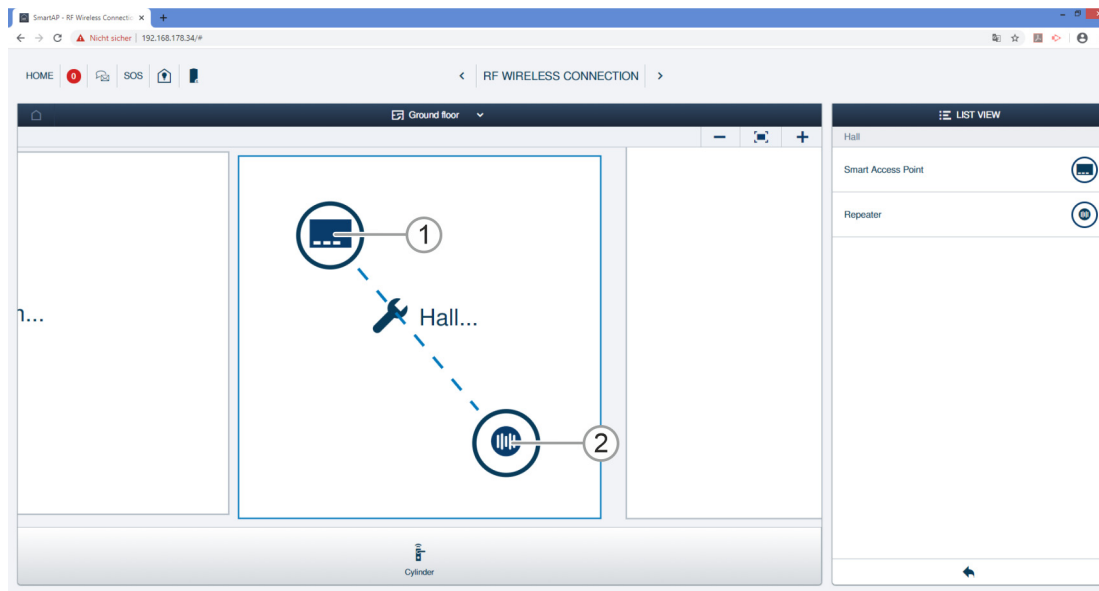 SmartAP - RF Wireless Connectio
Nicht sicher | 192.168.178.34/#
HOME 0 SOS RF WIRELESS CONNECTION
Ground floor
LIST VIEW
Hall
Smart Access Point
Repeater
1
n...
Hall...
2
Cylinder